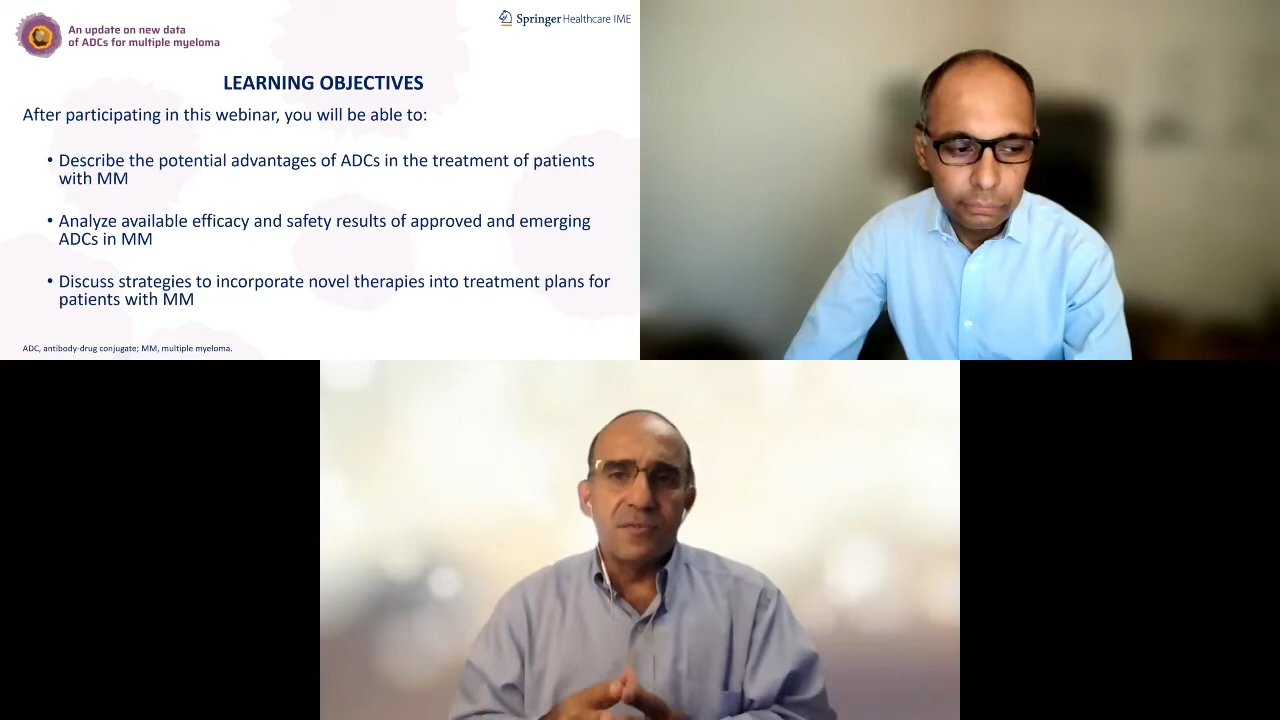 An update on new data
of ADCs for multiple myeloma
Springer Healthcare IME
LEARNING OBJECTIVES
After participating in this webinar, you will be able to:
• Describe the potential advantages of ADCs in the treatment of patients
with MM
• Analyze available efficacy and safety results of approved and emerging
ADCs in MM
• Discuss strategies to incorporate novel therapies into treatment plans for
patients with MM
ADC, antibody-drug conjugate; MM, multiple myeloma.